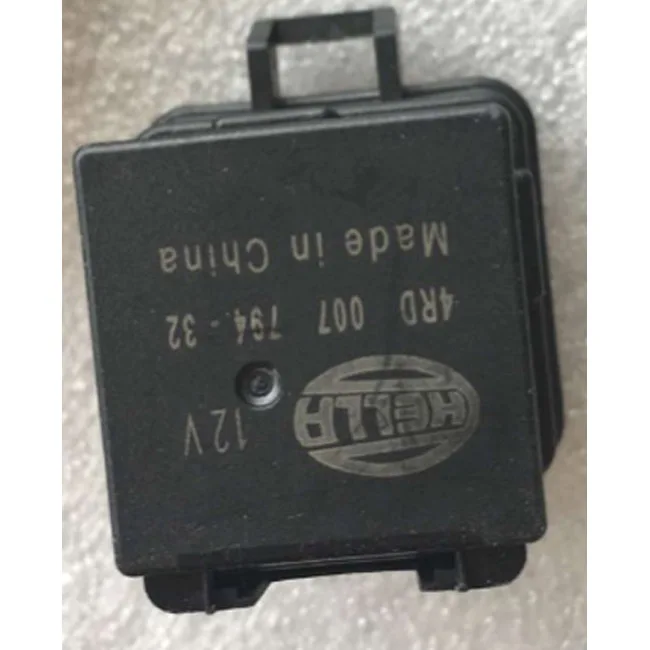 HELLA 12V
4RD 007 794-32
Made in China